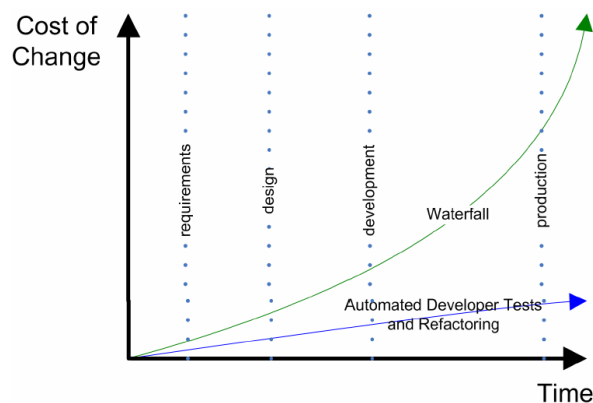 Cost of
Change
requirements
design
development
production
Waterfall
Automated Developer Tests
and Refactoring
Time